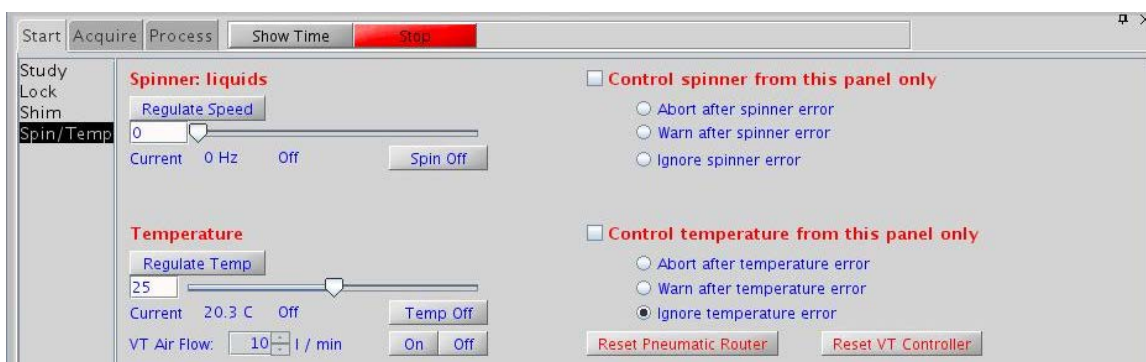 Start Acquire Process Show Time Stop
Study
Lock
Shim
Spin/Temp
Spinner: liquids
Regulate Speed
0
Current 0 Hz Off Spin Off
Control spinner from this panel only
Abort after spinner error
Warn after spinner error
Ignore spinner error
Temperature
Regulate Temp
25
Current 20.3 C Off Temp Off
VT Air Flow: 10 l / min On Off
Control temperature from this panel only
Abort after temperature error
Warn after temperature error
Ignore temperature error
Reset Pneumatic Router Reset VT Controller